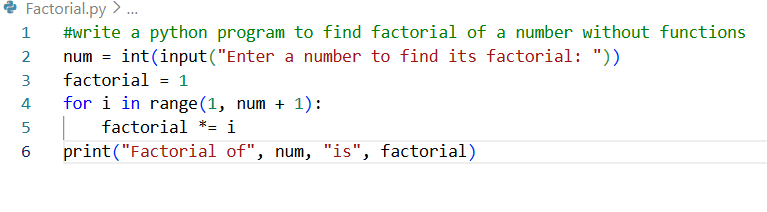 Factorial.py > ...
1 #write a python program to find factorial of a number without functions
2 num = int(input("Enter a number to find its factorial: "))
3 factorial = 1
4 for i in range(1, num + 1):
5     factorial *= i
6 print("Factorial of", num, "is", factorial)